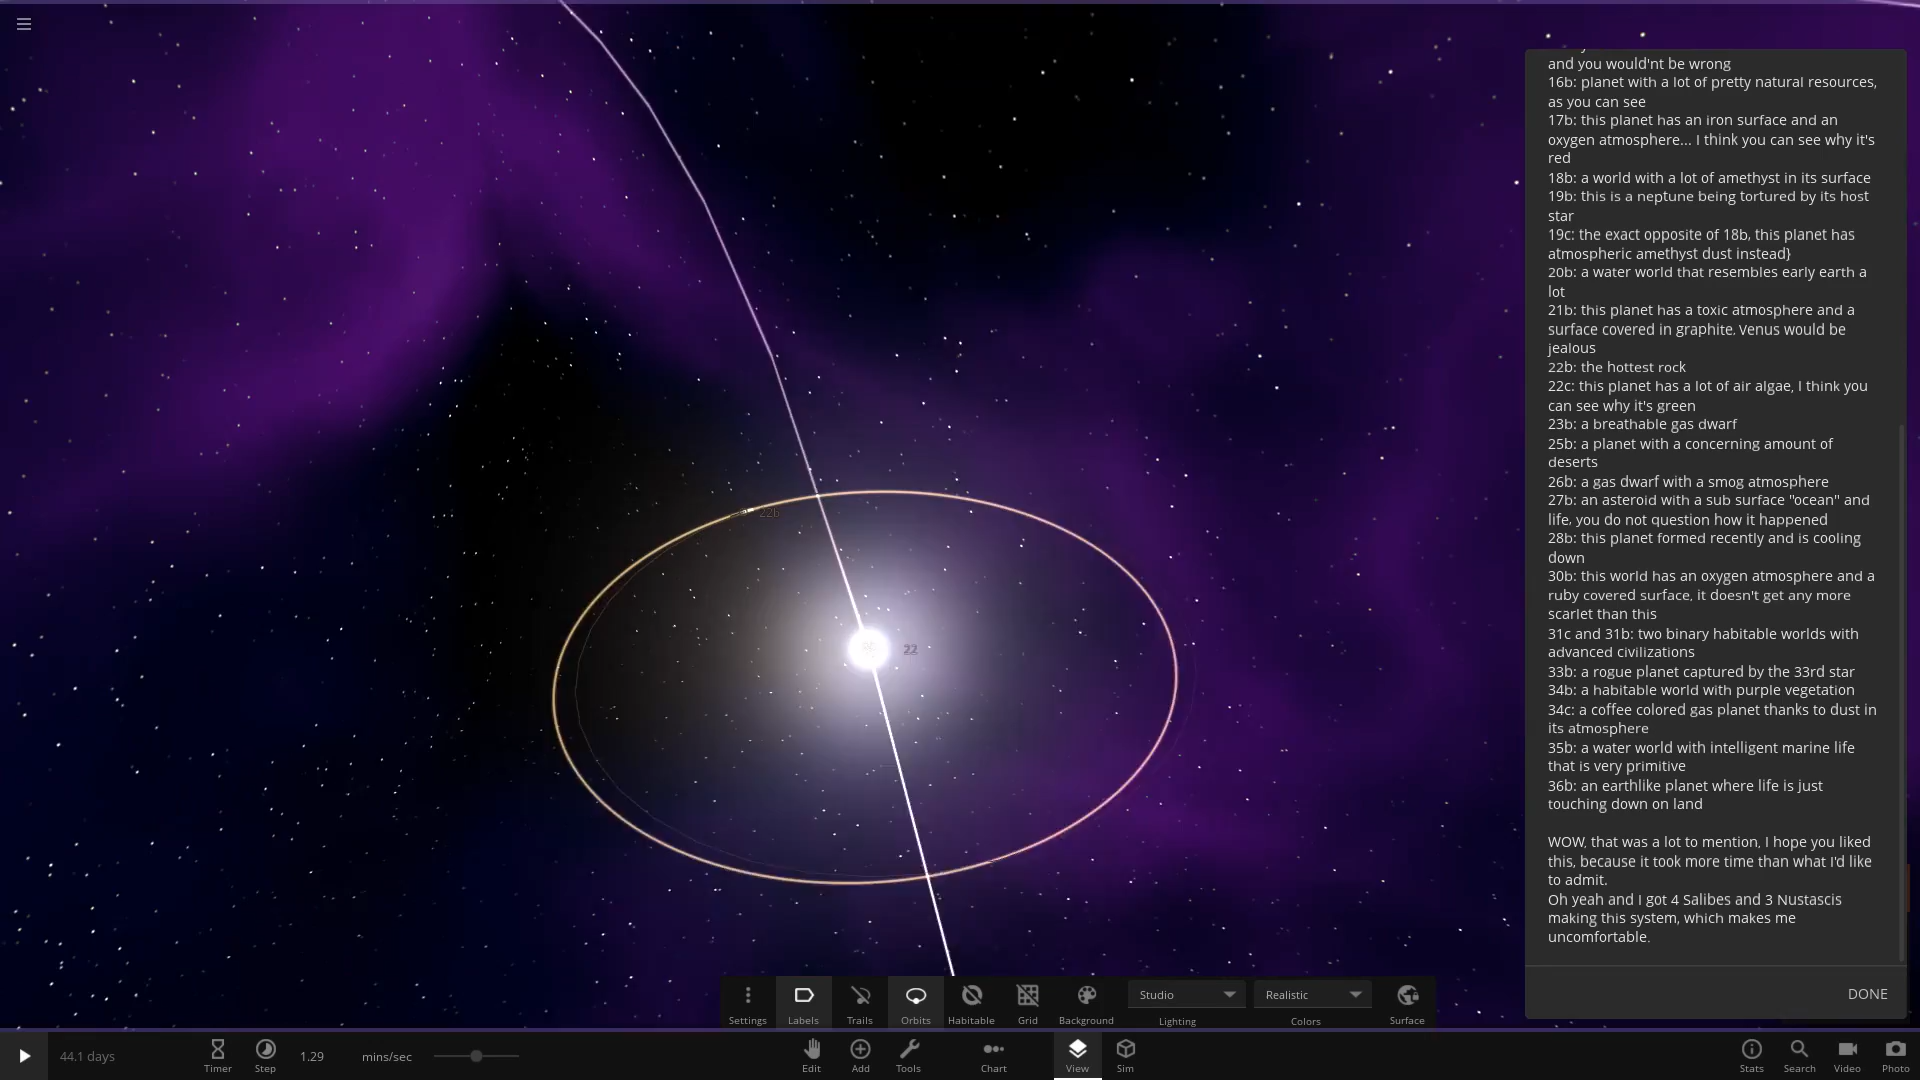 and you would'nt be wrong
16b: planet with a lot of pretty natural resources,
as you can see
17b: this planet has an iron surface and an
oxygen atmosphere... I think you can see why it's
red
18b: a world with a lot of amethyst in its surface
19b: this is a neptune being tortured by its host
star
19c: the exact opposite of 18b, this planet has
atmospheric amethyst dust instead}
20b: a water world that resembles early earth a
lot
21b: this planet has a toxic atmosphere and a
surface covered in graphite. Venus would be
jealous
22b: the hottest rock
22c: this planet has a lot of air algae, I think you
can see why it's green
23b: a breathable gas dwarf
25b: a planet with a concerning amount of
deserts
26b: a gas dwarf with a smog atmosphere
27b: an asteroid with a sub surface "ocean" and
life, you do not question how it happened
28b: this planet formed recently and is cooling
down
30b: this world has an oxygen atmosphere and a
ruby covered surface, it doesn't get any more
scarlet than this
31c and 31b: two binary habitable worlds with
advanced civilizations
33b: a rogue planet captured by the 33rd star
34b: a habitable world with purple vegetation
34c: a coffee colored gas planet thanks to dust in
its atmosphere
35b: a water world with intelligent marine life
that is very primitive
36b: an earthlike planet where life is just
touching down on land
WOW, that was a lot to mention, I hope you liked
this, because it took more time than what I'd like
to admit.
Oh yeah and I got 4 Salibes and 3 Nustascis
making this system, which makes me
uncomfortable.
DONE
22b
22
Settings Labels Trails Orbits Habitable Grid Background Studio Lighting Realistic Colors Surface
44.1 days Timer Step 1.29 mins/sec Edit Add Tools Chart View Sim Stats Search Video Photo